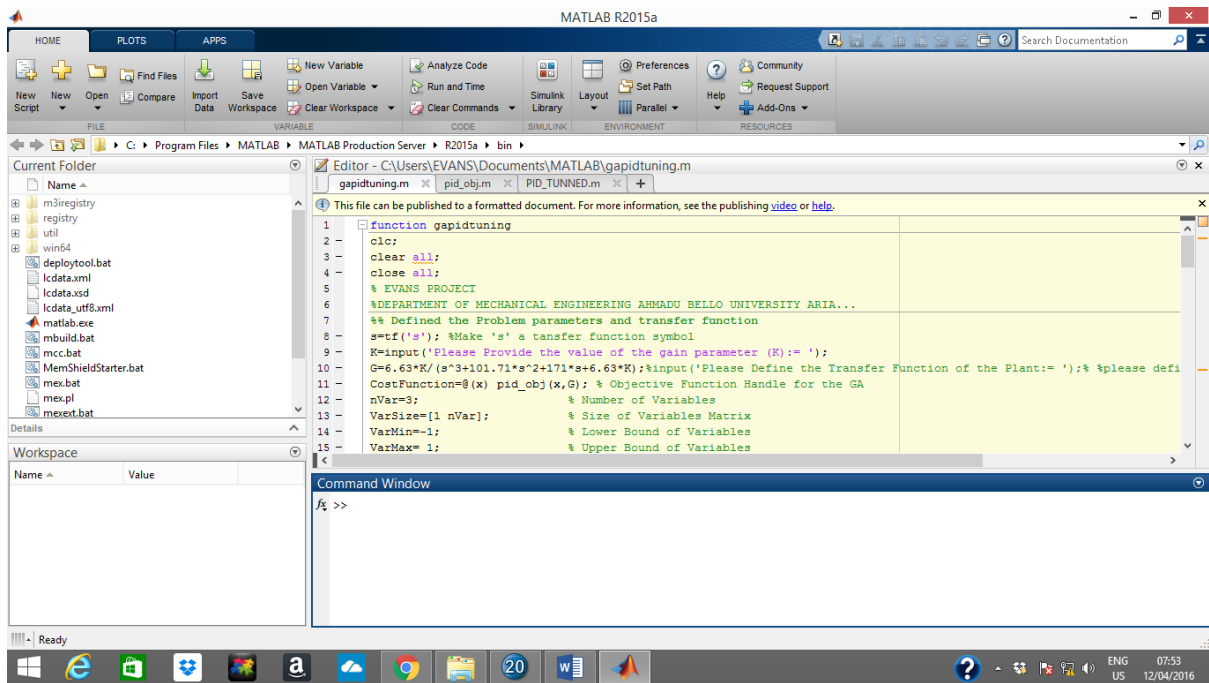 MATLAB R2015a
HOME PLOTS APPS
Search Documentation
New Script
New
Open
Find Files
Compare
Import Data
Save Workspace
New Variable
Open Variable
Clear Workspace
Analyze Code
Run and Time
Clear Commands
Simulink Library
Layout
Preferences
Set Path
Parallel
Help
Community
Request Support
Add-Ons
FILE VARIABLE CODE SIMULINK ENVIRONMENT RESOURCES
C: Program Files MATLAB MATLAB Production Server R2015a bin
Current Folder
Name
m3iregistry
registry
util
win64
deploytool.bat
lcdata.xml
lcdata.xsd
lcdata_utf8.xml
matlab.exe
mbuild.bat
mcc.bat
MemShieldStarter.bat
mex.bat
mex.pl
mexext.bat
Details
Workspace
Name Value
Editor - C:\Users\EVANS\Documents\MATLAB\gapidtuning.m
gapidtuning.m pid_obj.m PID_TUNNED.m
This file can be published to a formatted document. For more information, see the publishing video or help.
1 function gapidtuning
2 - clc;
3 - clear all;
4 - close all;
5 % EVANS PROJECT
6 %DEPARTMENT OF MECHANICAL ENGINEERING AHMADU BELLO UNIVERSITY ARIA...
7 %% Defined the Problem parameters and transfer function
8 - s=tf('s'); %Make 's' a tansfer function symbol
9 - K=input('Please Provide the value of the gain parameter (K):= ');
10 - G=6.63*K/(s^3+101.71*s^2+171*s+6.63*K);%input('Please Define the Transfer Function of the Plant:= ');% %please defi
11 - CostFunction=@(x) pid_obj(x,G); % Objective Function Handle for the GA
12 - nVar=3; % Number of Variables
13 - VarSize=[1 nVar]; % Size of Variables Matrix
14 - VarMin=-1; % Lower Bound of Variables
15 - VarMax= 1; % Upper Bound of Variables
Command Window
fx >>
Ready
20
ENG
US
07:53
12/04/2016